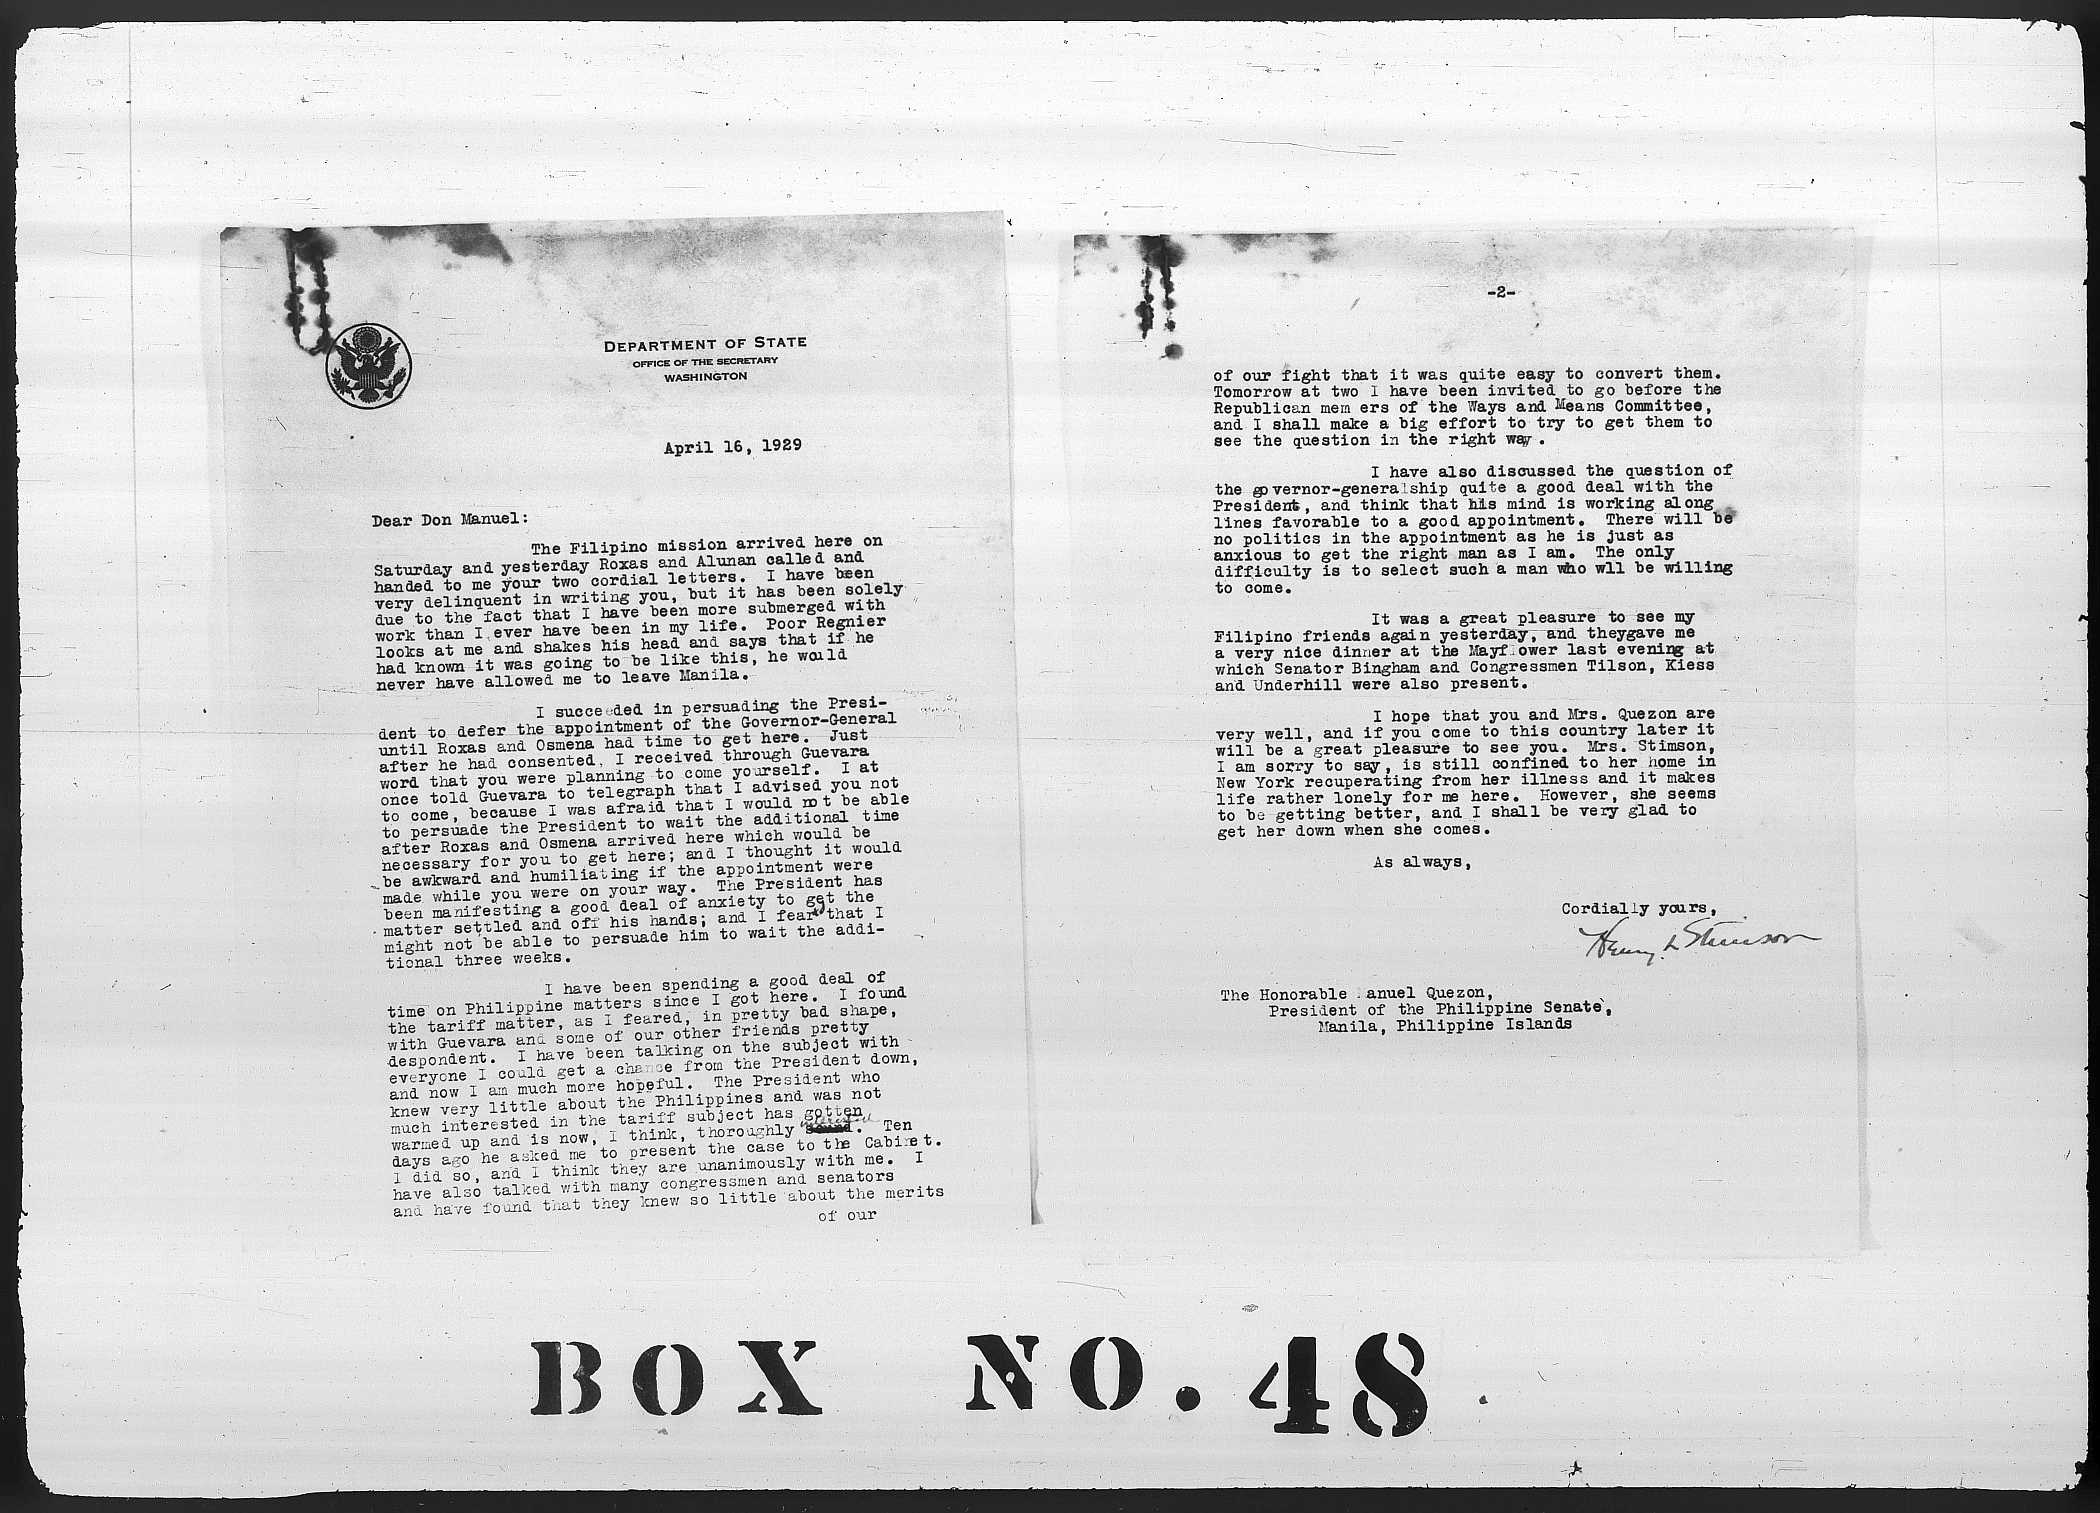 DEPARTMENT OF STATE
OFFICE OF THE SECRETARY
WASHINGTON
April 16, 1929
Dear Don Manuel:
The Filipino mission arrived here on
Saturday and yesterday Roxas and Alunan called and
handed to me your two cordial letters. I have been
very delinquent in writing you, but it has been solely
due to the fact that I have been more submerged with
work than I ever have been in my life. Poor Regnier
looks at me and shakes his head and says that if he
had known it was going to be like this, he would
never have allowed me to leave Manila.
I succeeded in persuading the Presi-
dent to defer the appointment of the Governor-General
until Roxas and Osmena had time to get here. Just
after he had consented, I received through Guevara
word that you were planning to come yourself. I at
once told Guevara to telegraph that I advised you not
to come, because I was afraid that I would not be able
to persuade the President to wait the additional time
after Roxas and Osmena arrived here which would be
necessary for you to get here; and I thought it would
be awkward and humiliating if the appointment were
made while you were on your way. The President has
been manifesting a good deal of anxiety to get the
matter settled and off his hands; and I fear that I
might not be able to persuade him to wait the addi-
tional three weeks.
I have been spending a good deal of
time on Philippine matters since I got here. I found
the tariff matter, as I feared, in pretty bad shape,
with Guevara and some of our other friends pretty
despondent. I have been talking on the subject with
everyone I could get a chance from the President down,
and now I am much more hopeful. The President who
knew very little about the Philippines and was not
much interested in the tariff subject has gotten
warmed up and is now, I think, thoroughly interested. Ten
days ago he asked me to present the case to the Cabinet.
I did so, and I think they are unanimously with me. I
have also talked with many congressmen and senators
and have found that they knew so little about the merits
of our
-2-
of our fight that it was quite easy to convert them.
Tomorrow at two I have been invited to go before the
Republican mem ers of the Ways and Means Committee,
and I shall make a big effort to try to get them to
see the question in the right way.
I have also discussed the question of
the governor-generalship quite a good deal with the
President, and think that his mind is working along
lines favorable to a good appointment. There will be
no politics in the appointment as he is just as
anxious to get the right man as I am. The only
difficulty is to select such a man who wll be willing
to come.
It was a great pleasure to see my
Filipino friends again yesterday, and theygave me
a very nice dinner at the Mayflower last evening at
which Senator Bingham and Congressmen Tilson, Kiess
and Underhill were also present.
I hope that you and Mrs. Quezon are
very well, and if you come to this country later it
will be a great pleasure to see you. Mrs. Stimson,
I am sorry to say, is still confined to her home in
New York recuperating from her illness and it makes
life rather lonely for me here. However, she seems
to be getting better, and I shall be very glad to
get her down when she comes.
As always,
Cordially yours,
Henry L Stimson
The Honorable Manuel Quezon,
President of the Philippine Senate,
Manila, Philippine Islands
BOX NO. 48